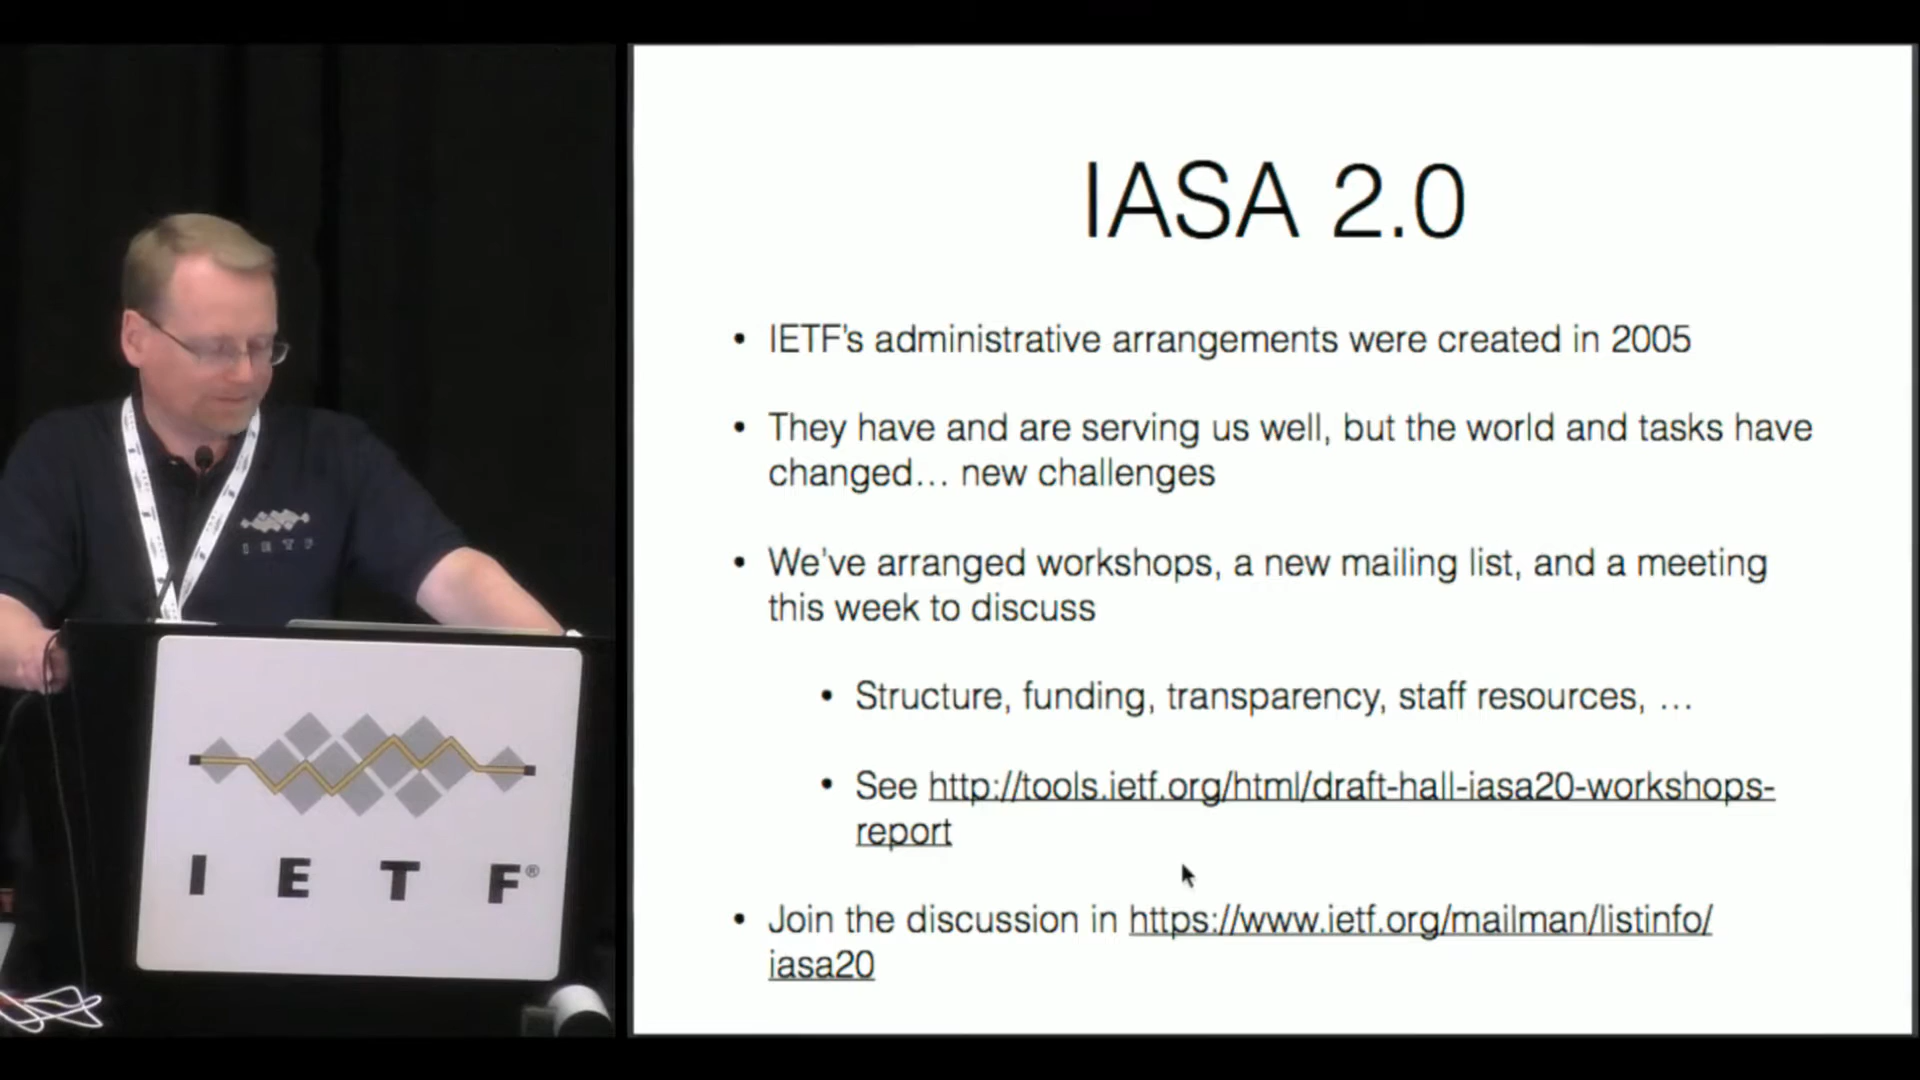 IASA 2.0
• IETF's administrative arrangements were created in 2005
• They have and are serving us well, but the world and tasks have
changed… new challenges
• We've arranged workshops, a new mailing list, and a meeting
this week to discuss
• Structure, funding, transparency, staff resources, …
• See http://tools.ietf.org/html/draft-hall-iasa20-workshops-
report
• Join the discussion in https://www.ietf.org/mailman/listinfo/
iasa20
I E T F
I E T F®